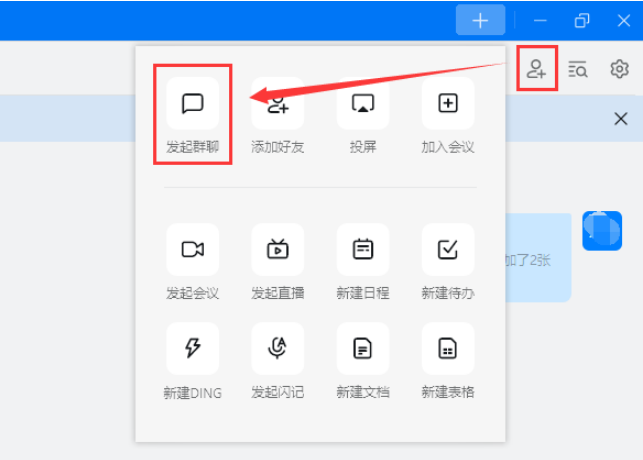 发起群聊 添加好友 投屏 加入会议
加了2张
发起会议 发起直播 新建日程 新建待办
新建DING 发起闪记 新建文档 新建表格